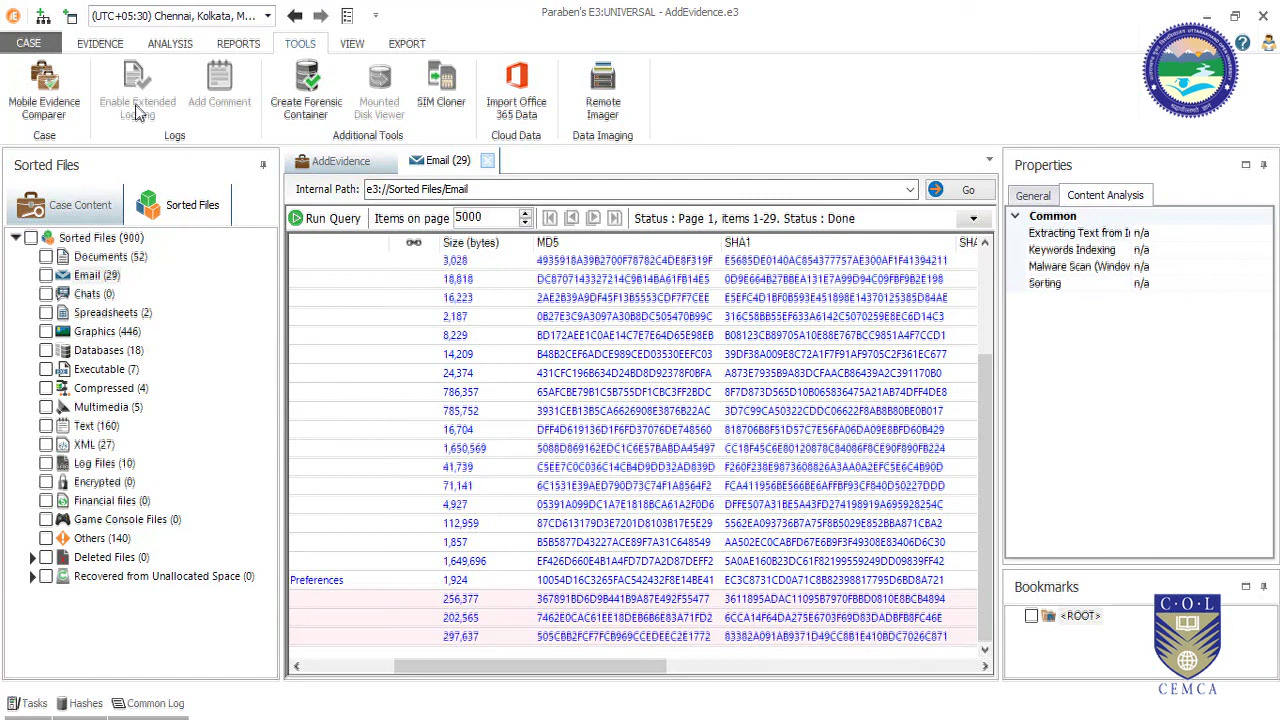 (UTC+05:30) Chennai, Kolkata, M...
Paraben's E3:UNIVERSAL - AddEvidence.e3
CASE
EVIDENCE
ANALYSIS
REPORTS
TOOLS
VIEW
EXPORT
Mobile Evidence Comparer
Enable Extended Logging
Add Comment
Create Forensic Container
Mounted Disk Viewer
SIM Cloner
Import Office 365 Data
Remote Imager
Case
Logs
Additional Tools
Cloud Data
Data Imaging
Sorted Files
Case Content
Sorted Files
Sorted Files (900)
Documents (52)
Email (29)
Chats (0)
Spreadsheets (2)
Graphics (446)
Databases (18)
Executable (7)
Compressed (4)
Multimedia (5)
Text (160)
XML (27)
Log Files (10)
Encrypted (0)
Financial files (0)
Game Console Files (0)
Others (140)
Deleted Files (0)
Recovered from Unallocated Space (0)
AddEvidence
Email (29)
Internal Path:
e3://Sorted Files/Email
Go
Run Query
Items on page
5000
Status : Page 1, items 1-29. Status : Done
Size (bytes) MD5 SHA1 SHA
3,028 4935918A39B2700F78782C4DE8F319F E5685DE0140AC854377757AE300AF1F41394211
18,818 DC8707143327214C9B14BA61FB14E5 0D9E664B27BBEA131E7A99D94C09FBF9B2E198
16,223 2AE2B39A9DF45F13B5553CDF7F7CEE E5EFC4D1BF0B593E451898E14370125385D84AE
2,187 0B27E3C9A3097A30B8DC505470B99C 316C58BB55EF633A6142C5070259E8EC6D14C3
8,229 BD172AEE1C0AE14C7E7E64D65E98EB B08123CB89705A10E88E767BCC9851A4F7CCD1
14,209 B48B2CEF6ADCE989CED03530EEFC03 39DF38A009E8C72A1F7F91AF9705C2F361EC677
24,374 431CFC196B634D24BD8D92378F0EB A873E7935B9A83DCFAACB86439A2C391170B0
786,357 65AFCBE79B1C5B755DF1CBC3FF2BDC 8F7D873D565D10B065836475A21AB74DFF4DE8
785,752 3931CEB13B5CA6626908E3876B22AC 3D7C99CA50322CDDC06622F8AB8B80BE0B017
16,704 DFF4D619136D1F67037036DE748560 818706B8F51D57C7E56FA06DA09E8BFD60B429
1,650,569 5088D869162EDC1C6E57BABDA45497 CC18F45C6E80120878C84086F8CE90F890FB224
41,739 C5EE7C0C036C14CB4D9DD32AD839D F260F238E9873608826A3AA0A2EFC5E6C4B90D
71,141 6C1531E39AED790D73C74F1A8564F2 FCA411956BE566BE6AFFBF93CF840D50227DDD
4,927 05391A099DC1A7E1818BCA61A2F0D6 DFFE507A31BE5A43FD274198919A695928254C
112,959 87CD613179D3E7201D8103B17E5E29 5562EA093736B7A75F8B5029E852BBA871CBA2
1,857 B5B5877D43227ACE89F7A31C648549 AA502EC0CABFD67E6B9F3F49308E83406D6C30
1,649,696 EF426D660E4B1A4FD7D7A2D87DEFF2 5A0AE160B23DC61F82199559249DD09839FF42
Preferences 1,924 10054D16C3265FAC542432F8E14BE41 EC3C871CD0A71C8B82398817795D6BD8A721
256,377 367891BD6D9B441B9A87E492F55477 3611895ADAC11095B7970FBBD0810E8BCB4894
202,565 7462E0CAC61EE18DEB6B6E83A71FD2 6CCA14F64DA275E6703F69D83DADBFB8FC46E
297,637 505CBB2FCF7FCB969CCEDEEC2E1772 83382A091AB9371D49CC8B1E410BDC7026C871
Properties
General
Content Analysis
Common
Extracting Text from Ir n/a
Keywords Indexing n/a
Malware Scan (Window n/a
Sorting n/a
Bookmarks
<ROOT>
C·O·L
CEMCA
Tasks
Hashes
Common Log